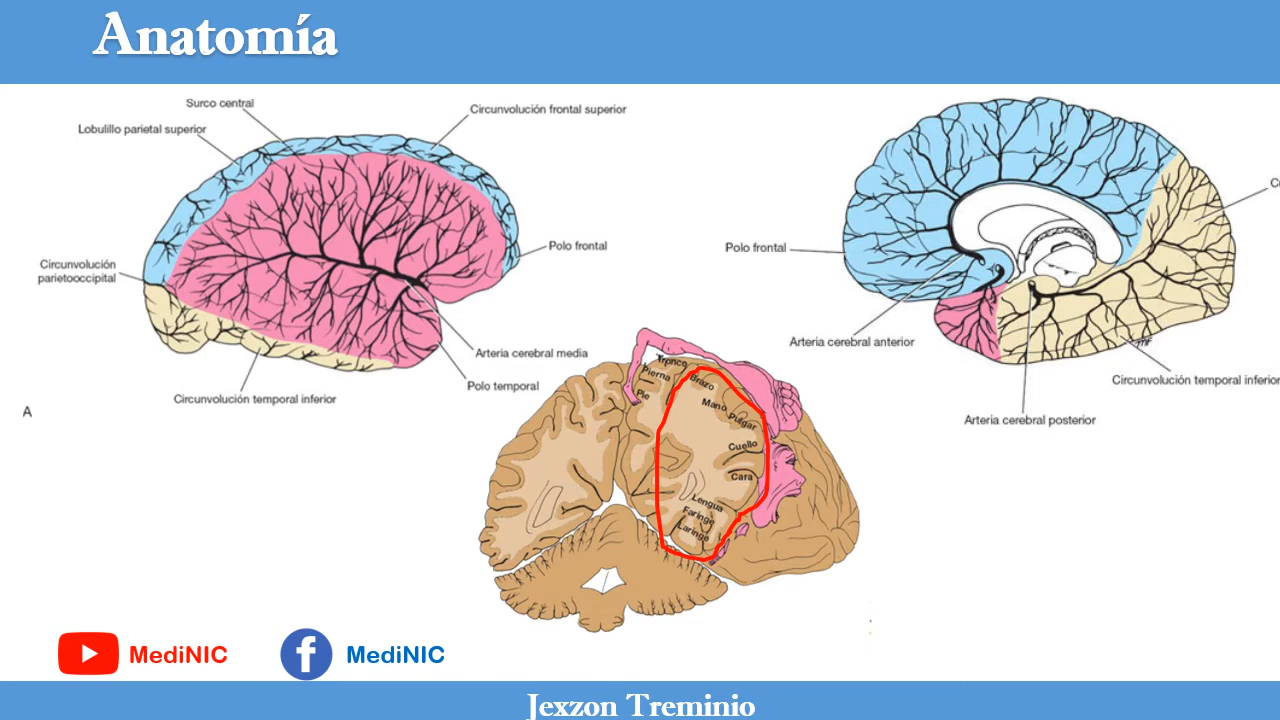 Anatomía
Surco central
Lobulillo parietal superior
Circunvolución frontal superior
Polo frontal
Circunvolución
parietooccipital
Arteria cerebral media
Polo temporal
Circunvolución temporal inferior
A
Polo frontal
Arteria cerebral anterior
Circunvolución temporal inferior
Arteria cerebral posterior
Tronco
Pierna
Pie
Brazo
Mano
Pulgar
Cuello
Cara
Lengua
Faringe
Laringe
MediNIC
MediNIC
Jexzon Treminio